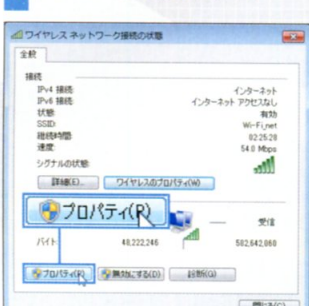 ワイヤレス ネットワーク接続の状態
全般
接続
IPv4 接続: インターネット
IPv6 接続: インターネット アクセスなし
状態: 有効
SSID: Wi-Fi_net
継続時間: 02:25:28
速度: 54.0 Mbps
シグナルの状態:
詳細(E)... ワイヤレスのプロパティ(W)
プロパティ(P)
受信
バイト: 48,222,246 582,642,868
プロパティ(P) 無効にする(D) 診断(G)
閉じる(C)